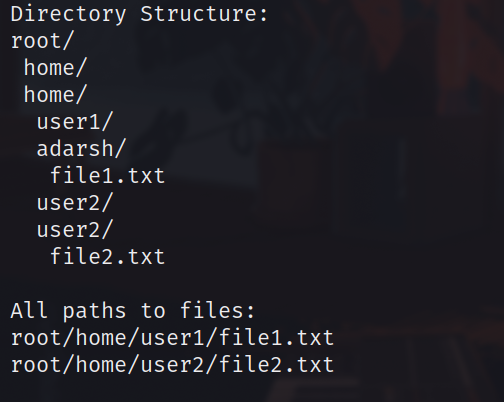 Directory Structure:
root/
 home/
 home/
  user1/
  adarsh/
   file1.txt
  user2/
  user2/
   file2.txt

All paths to files:
root/home/user1/file1.txt
root/home/user2/file2.txt